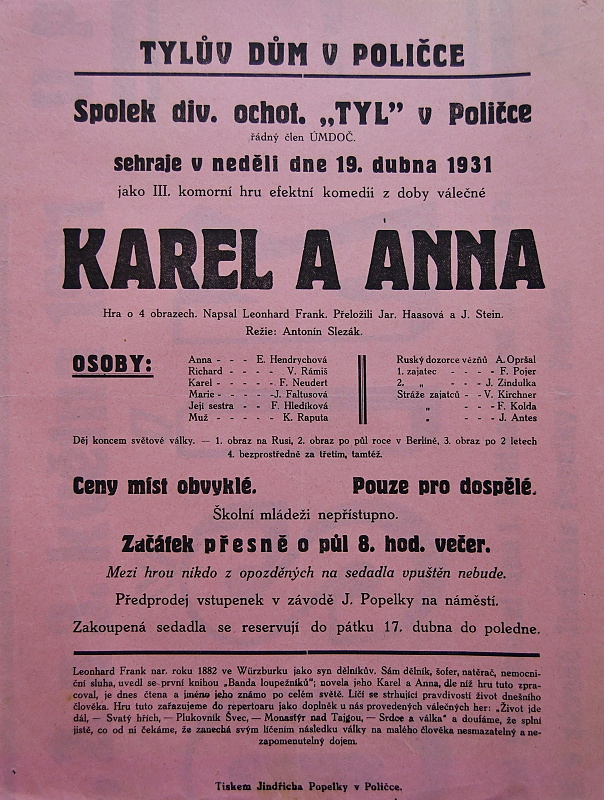 TYLŮV DŮM V POLIČCE
Spolek div. ochot. „TYL” v Poličce
řádný člen ÚMDOČ.
sehraje v neděli dne 19. dubna 1931
jako III. komorní hru efektní komedii z doby válečné
KAREL A ANNA
Hra o 4 obrazech. Napsal Leonhard Frank. Přeložili Jar. Haasová a J. Stein.
Režie: Antonín Slezák.
OSOBY:
Anna - - - E. Hendrychová
Richard - - - - - V. Rámiš
Karel - - - - - F. Neudert
Marie - - - - - J. Faltusová
Její sestra - - F. Hledíková
Muž - - - - - K. Raputa
Ruský dozorce vězňů A. Opršal
1. zajatec - - - - F. Pojer
2. „ - - - J. Zindulka
Stráže zajatců - - V. Kirchner
„ - - - F. Kolda
„ - - - J. Antes
Děj koncem světové války. — 1. obraz na Rusi, 2. obraz po půl roce v Berlíně, 3. obraz po 2 letech
4. bezprostředně za třetím, tamtéž.
Ceny míst obvyklé. Pouze pro dospělé.
Školní mládeži nepřístupno.
Začátek přesně o půl 8. hod. večer.
Mezi hrou nikdo z opozděných na sedadla vpuštěn nebude.
Předprodej vstupenek v závodě J. Popelky na náměstí.
Zakoupená sedadla se reservují do pátku 17. dubna do poledne.
Leonhard Frank nar. roku 1882 ve Würzburku jako syn dělníkův. Sám dělník, šofer, natěrač, nemocni-
ční sluha, uvedl se první knihou „Banda loupežníků“; novela jeho Karel a Anna, dle níž hru tuto zpra-
coval, je dnes čtena a jméno jeho známo po celém světě. Líčí se strhující pravdivostí život dnešního
člověka. Hru tuto zařazujeme do repertoaru jako doplněk u nás provedených válečných her: „Život jde
dál, — Svatý hřích, — Plukovník Švec, — Monastýr nad Tajgou, — Srdce a válka“ a doufáme, že splní
jistě, co od ní čekáme, že zanechá svým líčením následku války na malého člověka nesmazatelný a ne-
zapomenutelný dojem.
Tiskem Jindřicha Popelky v Poličce.